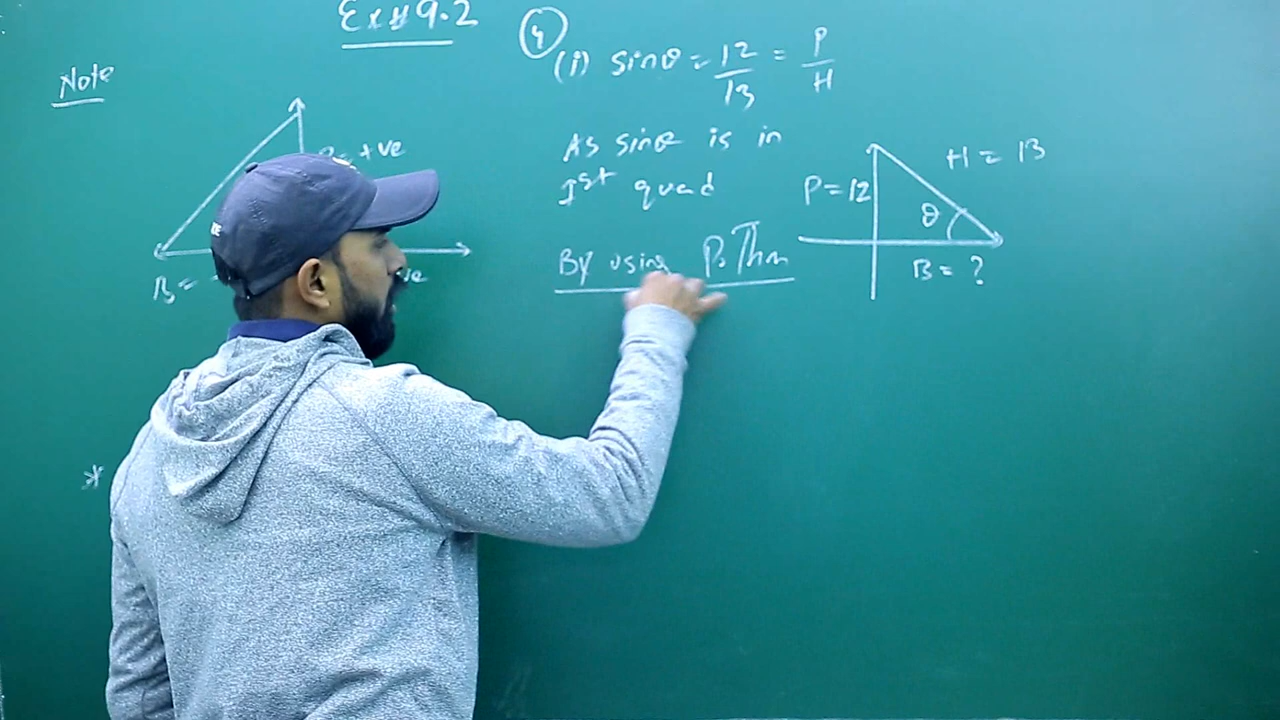 Ex#9.2
Note
= +ve
B = -
ve
*
4
(i) sinθ = 12/13 = P/H
As sinθ is in
1st quad
By using P. Thm
P = 12
H = 13
θ
B = ?